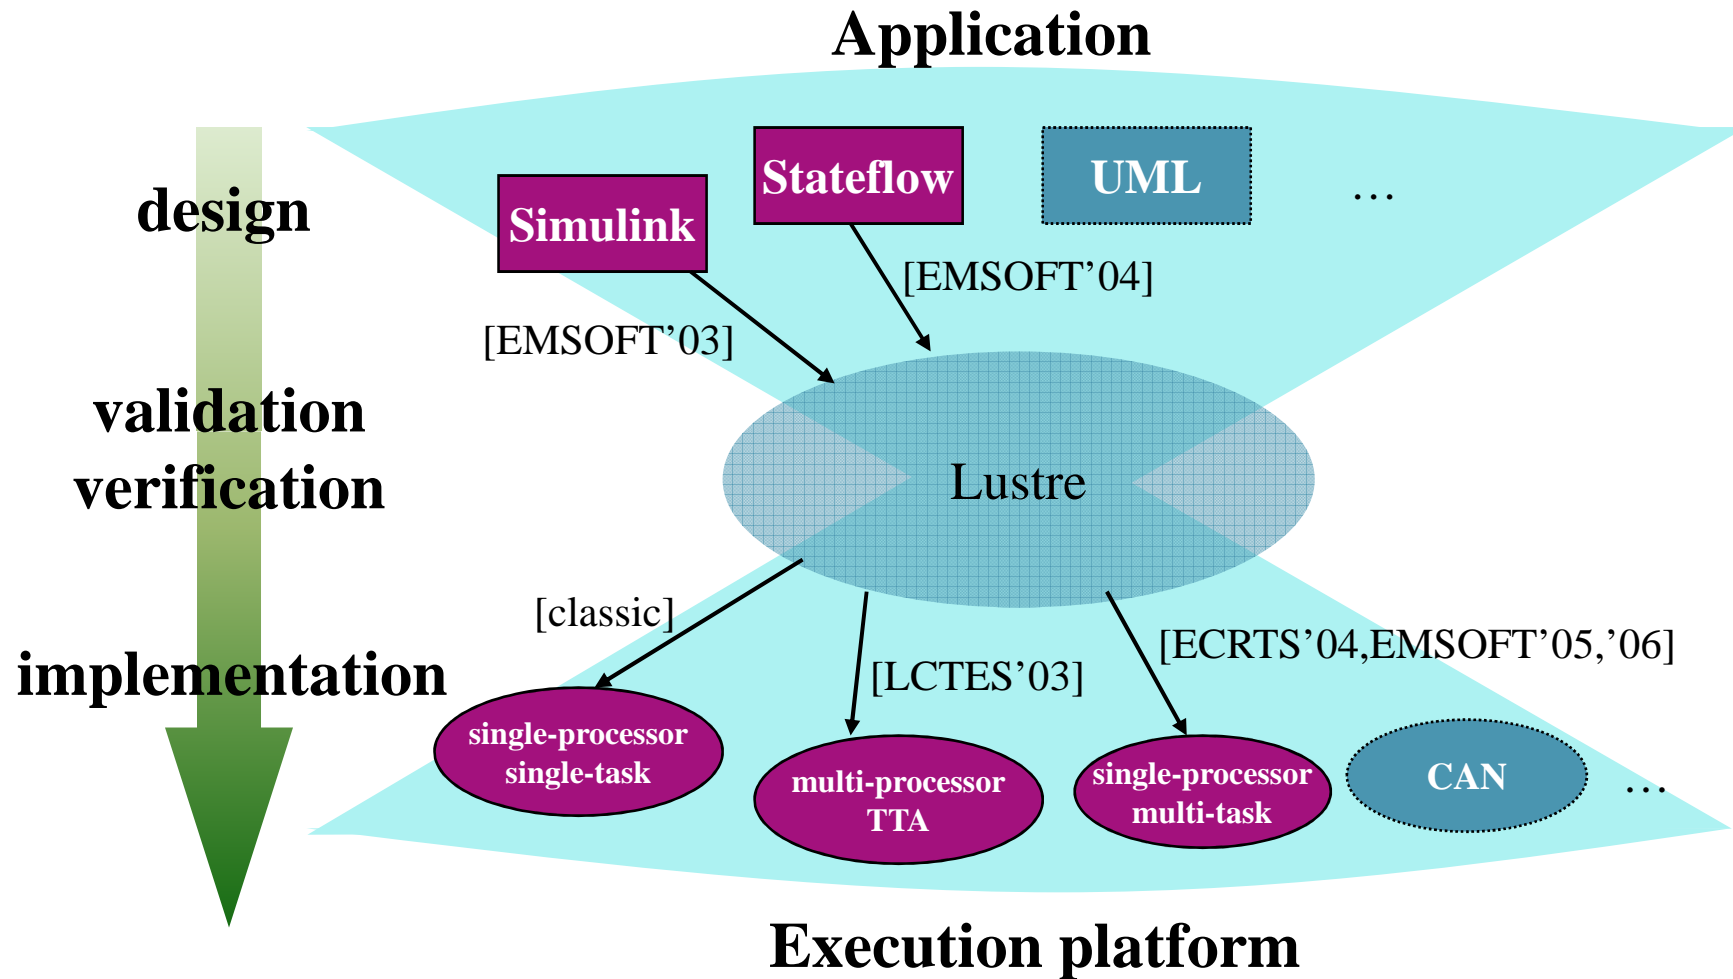 Application
Stateflow
UML
...
design
Simulink
[EMSOFT’04]
[EMSOFT’03]
validation
verification
Lustre
[classic]
[ECRTS’04,EMSOFT’05,’06]
implementation
[LCTES’03]
single-processor
single-task
multi-processor
TTA
single-processor
multi-task
CAN
...
Execution platform